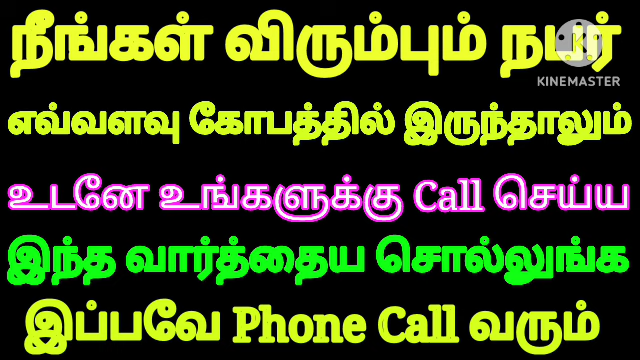 நீங்கள் விரும்பும் நபர்
KINEMASTER
எவ்வளவு கோபத்தில் இருந்தாலும்
உடனே உங்களுக்கு Call செய்ய
இந்த வார்த்தைய சொல்லுங்க
இப்பவே Phone Call வரும்